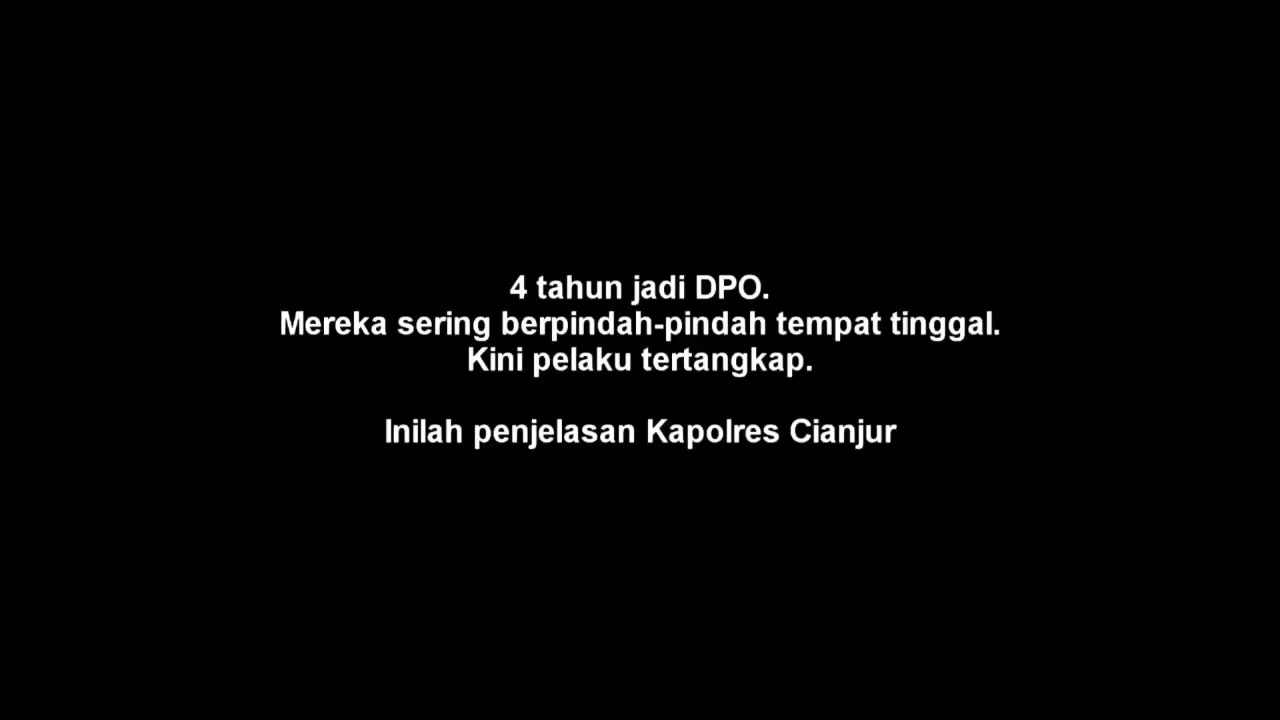 4 tahun jadi DPO.
Mereka sering berpindah-pindah tempat tinggal.
Kini pelaku tertangkap.
Inilah penjelasan Kapolres Cianjur